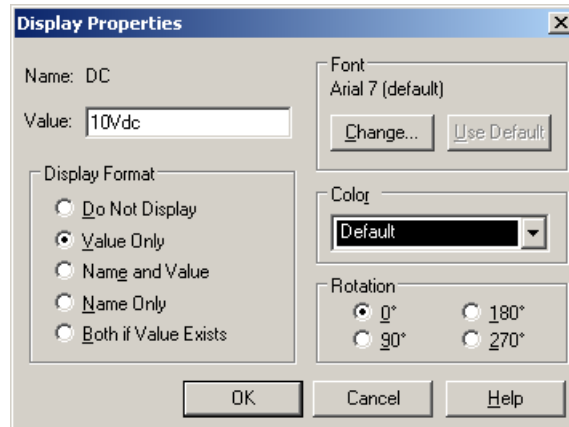 Display Properties
Name: DC
Value: 10Vdc
Font
Arial 7 (default)
Change... Use Default
Display Format
Do Not Display
Value Only
Name and Value
Name Only
Both if Value Exists
Color
Default
Rotation
0° 180°
90° 270°
OK Cancel Help